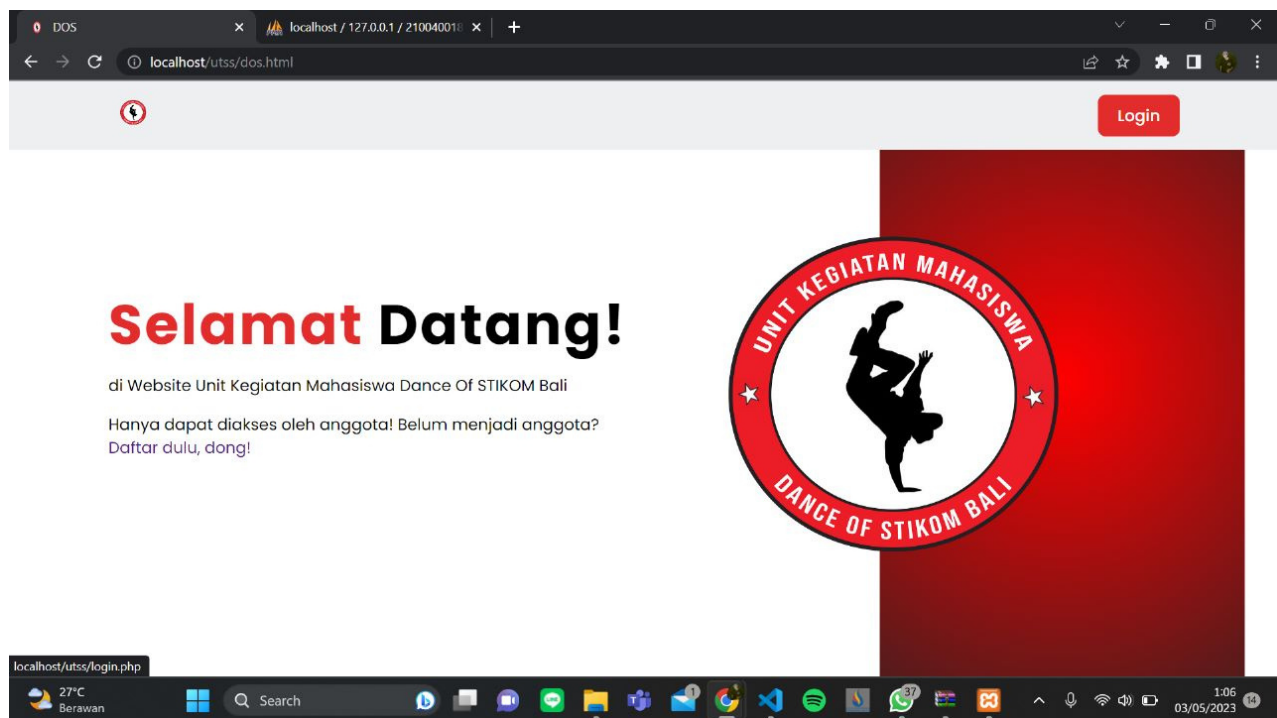 DOS
localhost / 127.0.0.1 / 210040018
localhost/utss/dos.html
Login
Selamat Datang!
di Website Unit Kegiatan Mahasiswa Dance Of STIKOM Bali
Hanya dapat diakses oleh anggota! Belum menjadi anggota?
Daftar dulu, dong!
UNIT KEGIATAN MAHASISWA
DANCE OF STIKOM BALI
localhost/utss/login.php
27°C
Berawan
Search
37
1
1:06
03/05/2023
14